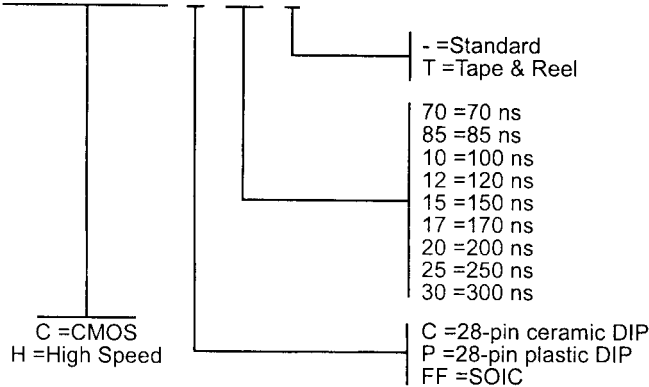 - =Standard
T =Tape & Reel
70 =70 ns
85 =85 ns
10 =100 ns
12 =120 ns
15 =150 ns
17 =170 ns
20 =200 ns
25 =250 ns
30 =300 ns
C =CMOS
H =High Speed
C =28-pin ceramic DIP
P =28-pin plastic DIP
FF =SOIC